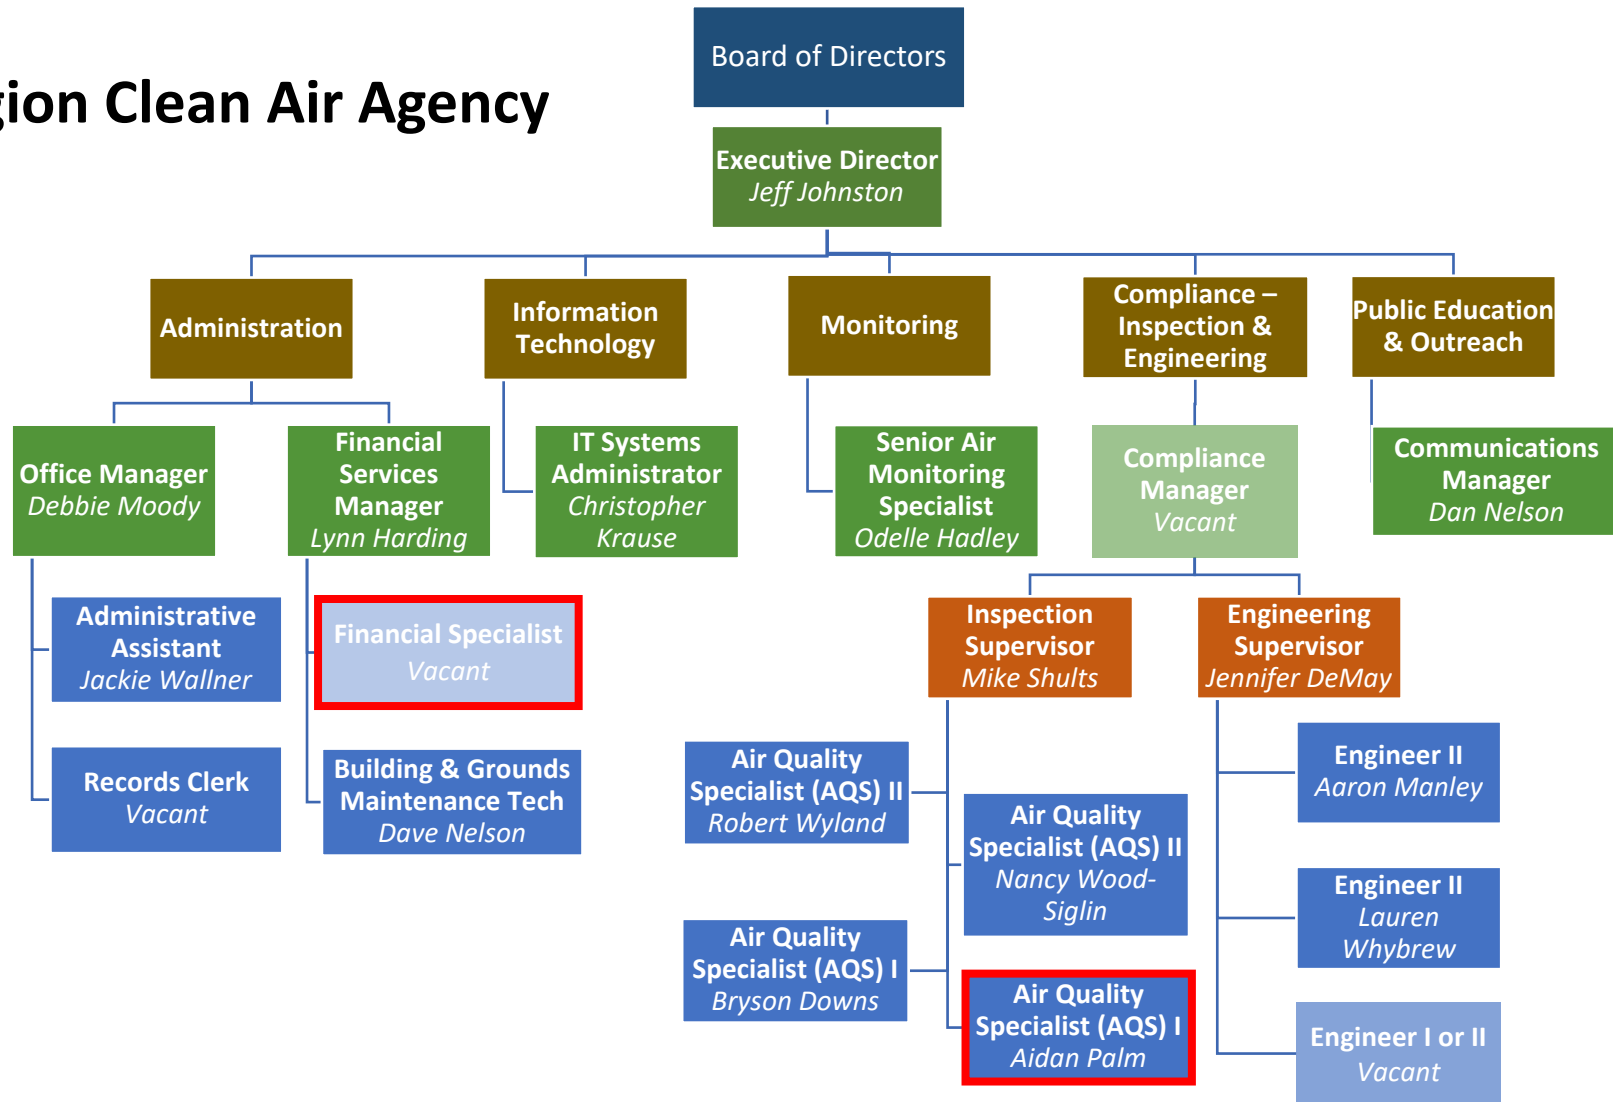 Board of Directors
gion Clean Air Agency
Executive Director
Jeff Johnston
Administration
Information
Technology
Monitoring
Compliance –
Inspection &
Engineering
Public Education
& Outreach
Office Manager
Debbie Moody
Financial
Services
Manager
Lynn Harding
IT Systems
Administrator
Christopher
Krause
Senior Air
Monitoring
Specialist
Odelle Hadley
Compliance
Manager
Vacant
Communications
Manager
Dan Nelson
Administrative
Assistant
Jackie Wallner
Financial Specialist
Vacant
Inspection
Supervisor
Mike Shults
Engineering
Supervisor
Jennifer DeMay
Records Clerk
Vacant
Building & Grounds
Maintenance Tech
Dave Nelson
Air Quality
Specialist (AQS) II
Robert Wyland
Air Quality
Specialist (AQS) II
Nancy Wood-
Siglin
Engineer II
Aaron Manley
Air Quality
Specialist (AQS) I
Bryson Downs
Engineer II
Lauren
Whybrew
Air Quality
Specialist (AQS) I
Aidan Palm
Engineer I or II
Vacant